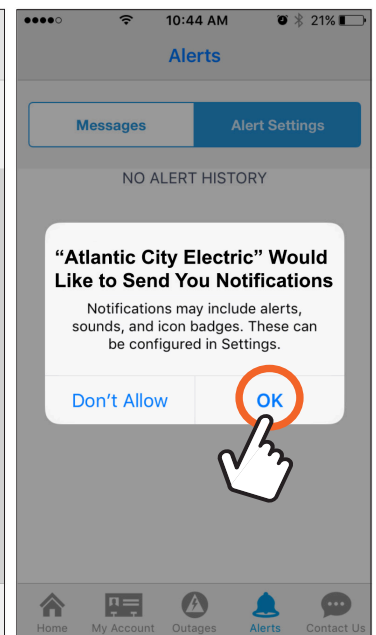 10:44 AM 21%
Alerts
Messages Alert Settings
NO ALERT HISTORY
“Atlantic City Electric” Would
Like to Send You Notifications
Notifications may include alerts,
sounds, and icon badges. These can
be configured in Settings.
Don’t Allow OK
Home My Account Outages Alerts Contact Us